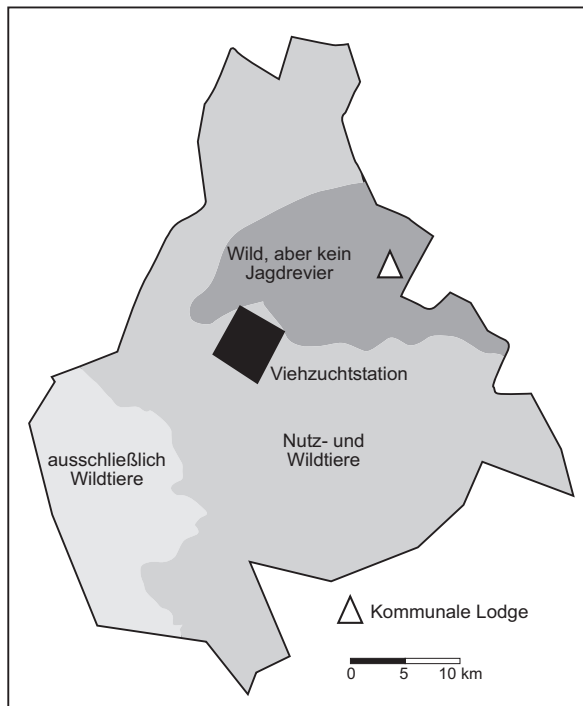 Wild, aber kein
Jagdrevier
Viehzuchtstation
ausschließlich
Wildtiere
Nutz- und
Wildtiere
Kommunale Lodge
0 5 10 km